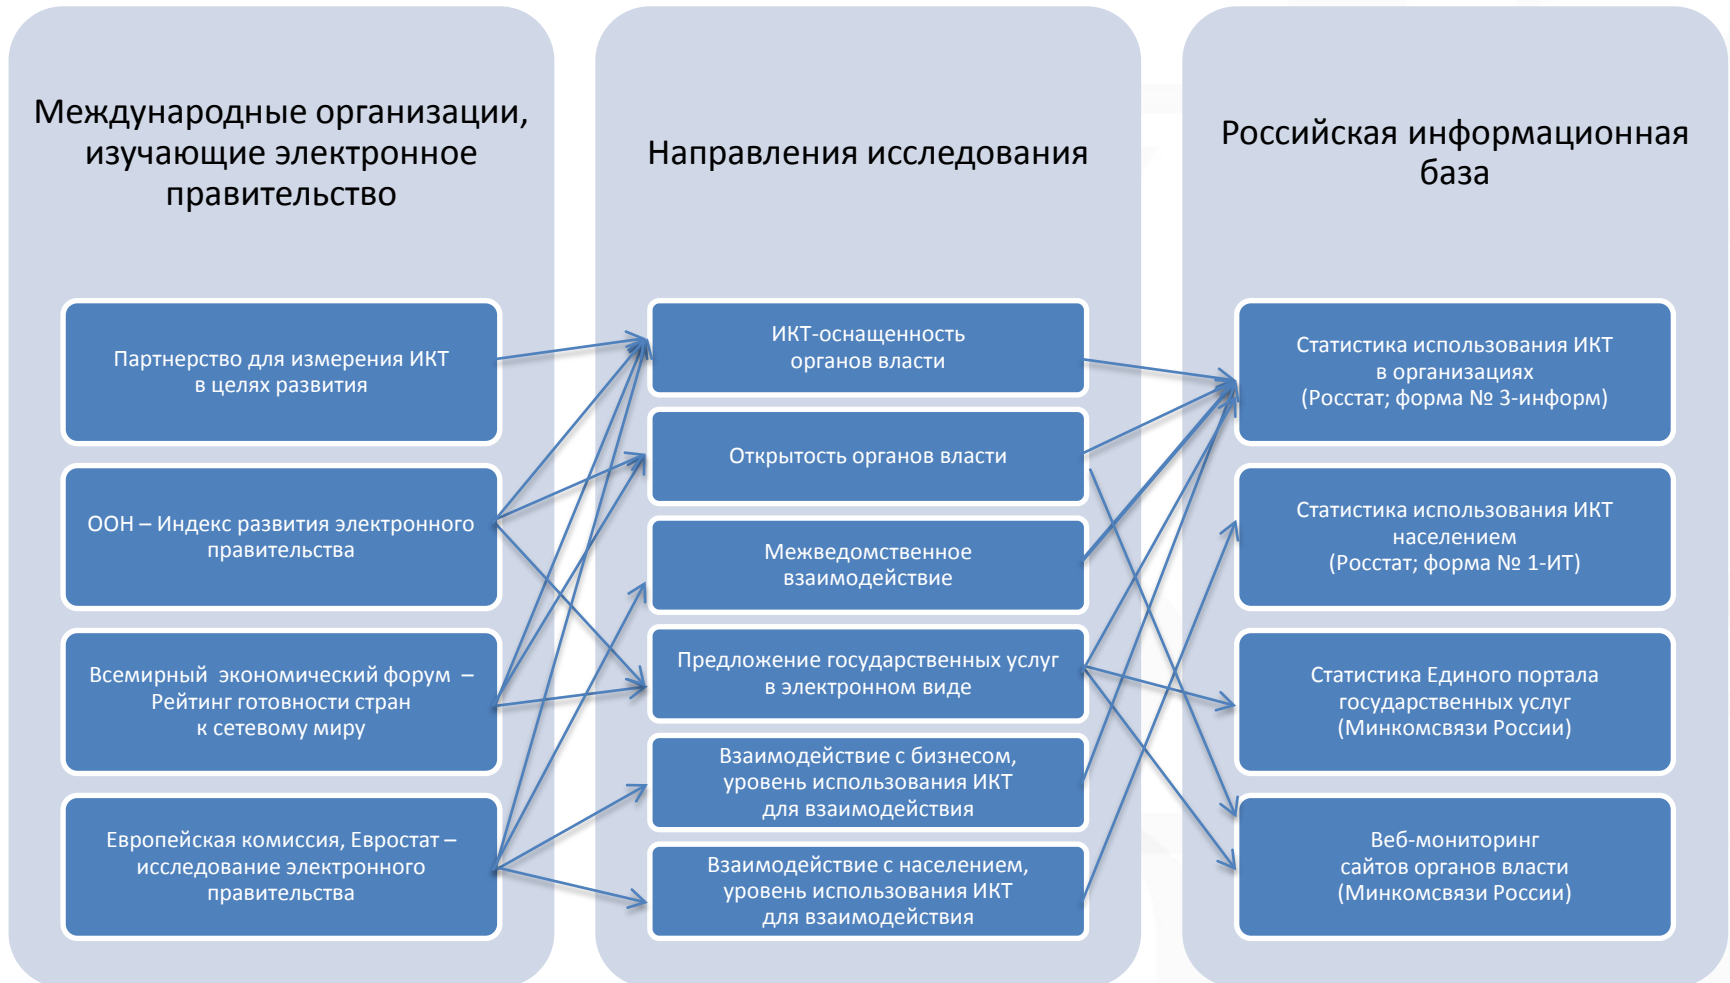 Международные организации,
изучающие электронное
правительство
Партнерство для измерения ИКТ
в целях развития
ООН – Индекс развития электронного
правительства
Всемирный экономический форум –
Рейтинг готовности стран
к сетевому миру
Европейская комиссия, Евростат –
исследование электронного
правительства
Направления исследования
ИКТ-оснащенность
органов власти
Открытость органов власти
Межведомственное
взаимодействие
Предложение государственных услуг
в электронном виде
Взаимодействие с бизнесом,
уровень использования ИКТ
для взаимодействия
Взаимодействие с населением,
уровень использования ИКТ
для взаимодействия
Российская информационная
база
Статистика использования ИКТ
в организациях
(Росстат; форма № 3-информ)
Статистика использования ИКТ
населением
(Росстат; форма № 1-ИТ)
Статистика Единого портала
государственных услуг
(Минкомсвязи России)
Веб-мониторинг
сайтов органов власти
(Минкомсвязи России)